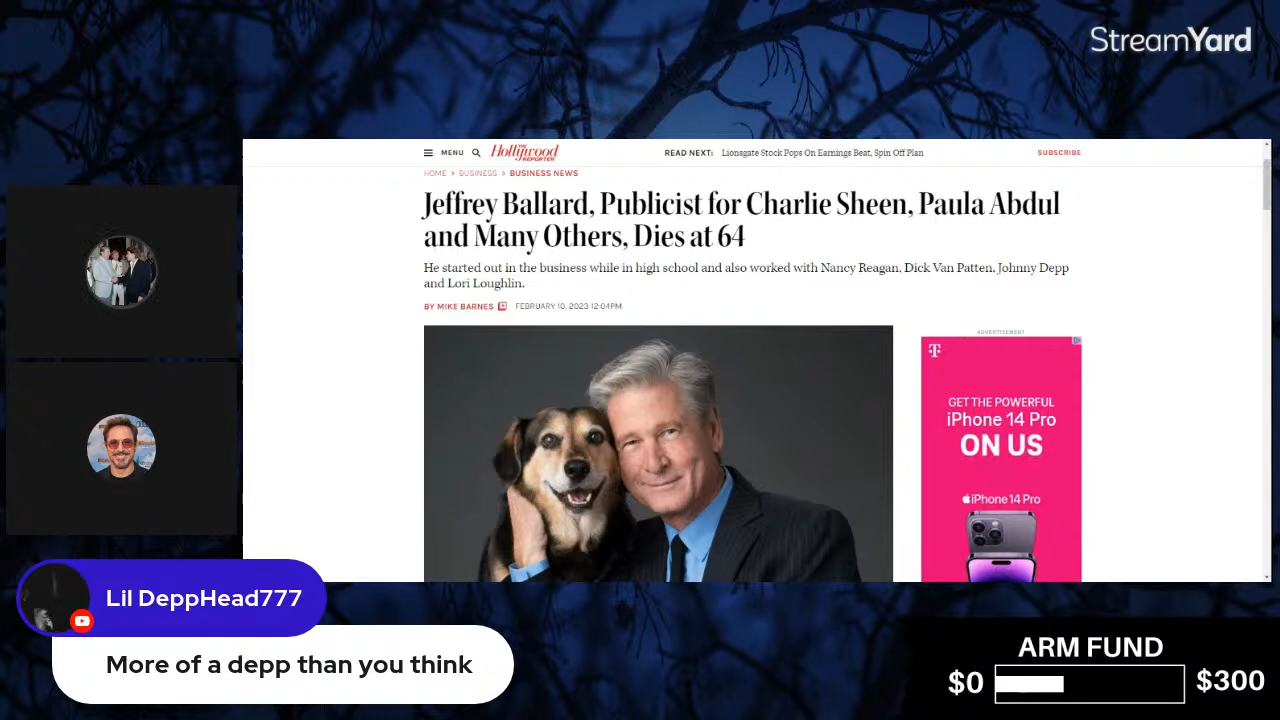 StreamYard
MENU
The Hollywood REPORTER
READ NEXT: Lionsgate Stock Pops On Earnings Beat, Spin Off Plan
SUBSCRIBE
HOME > BUSINESS > BUSINESS NEWS
Jeffrey Ballard, Publicist for Charlie Sheen, Paula Abdul
and Many Others, Dies at 64
He started out in the business while in high school and also worked with Nancy Reagan, Dick Van Patten, Johnny Depp
and Lori Loughlin.
BY MIKE BARNES
FEBRUARY 10, 2023 12:04PM
ADVERTISEMENT
T
GET THE POWERFUL
iPhone 14 Pro
ON US
iPhone 14 Pro
Lil DeppHead777
More of a depp than you think
ARM FUND
$0
$300